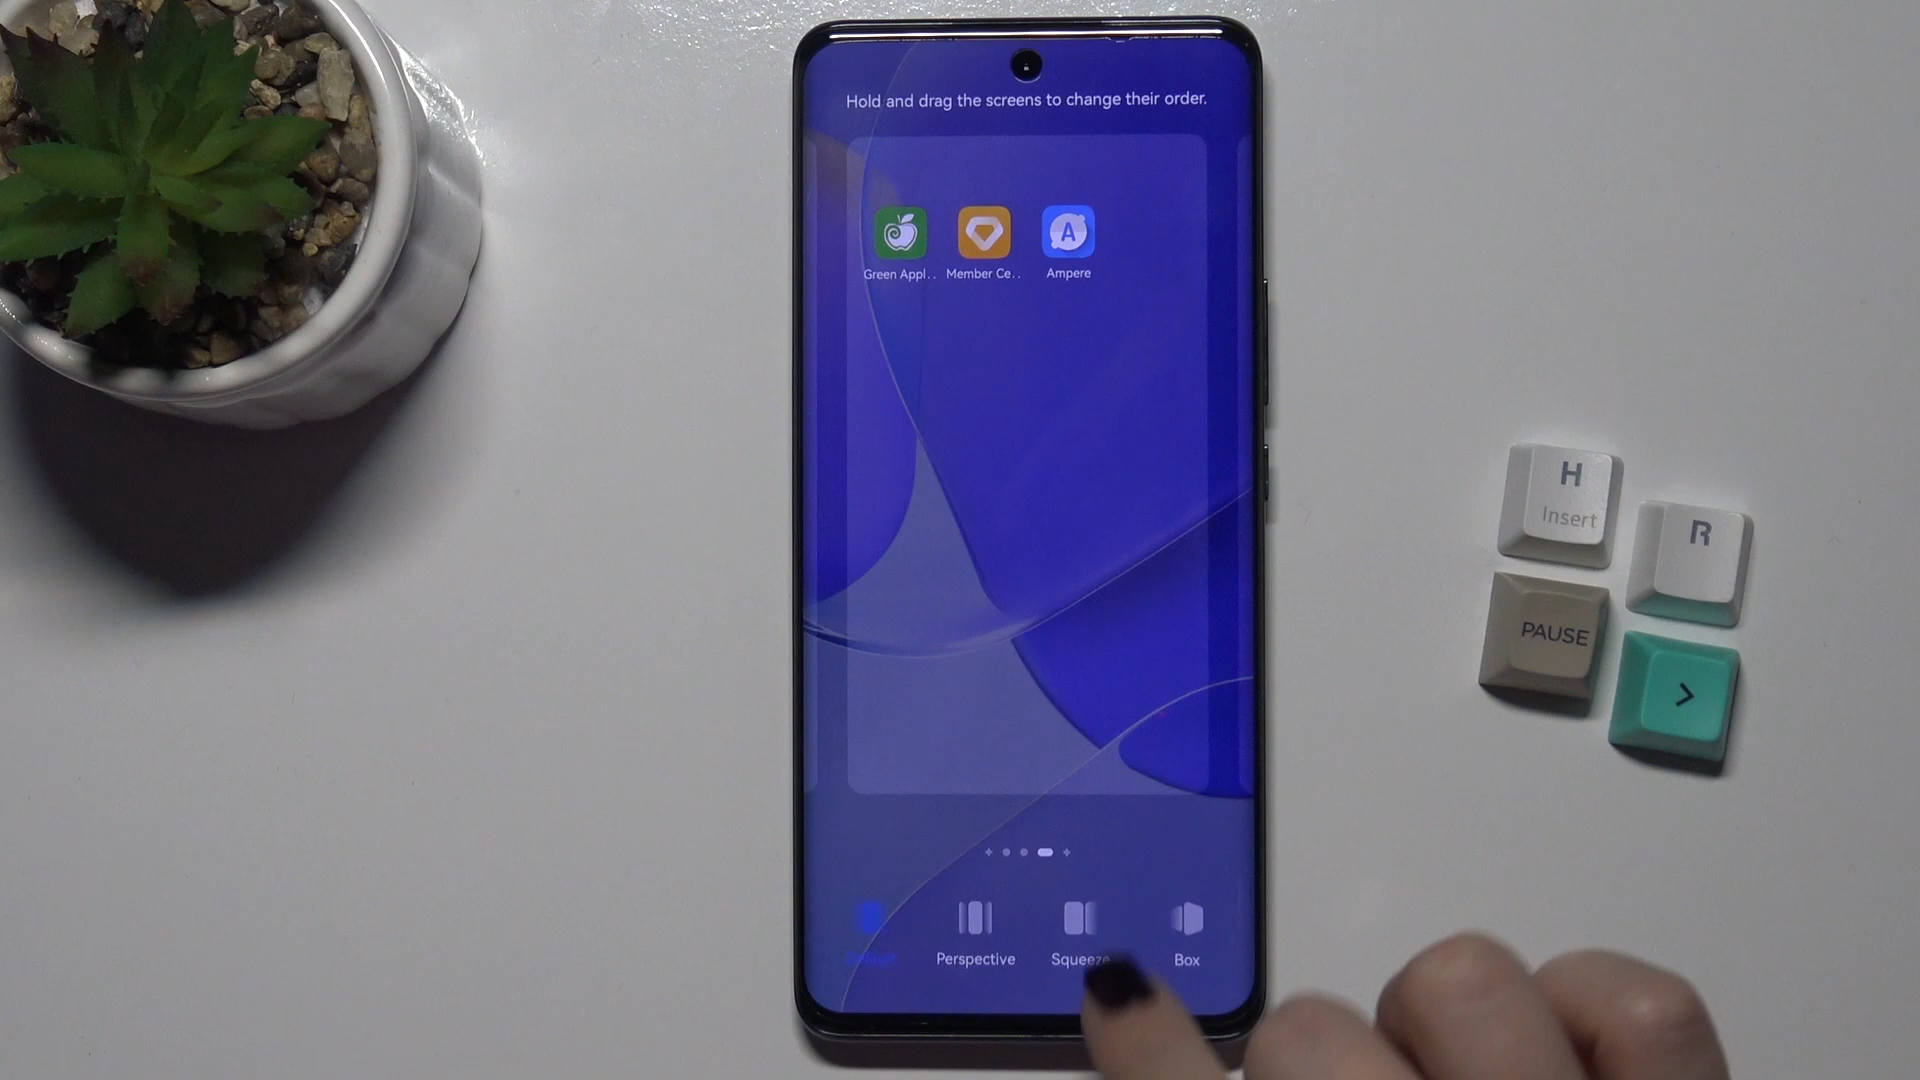 Hold and drag the screens to change their order.
Green Appl..
Member Ce..
A
Ampere
Default
Perspective
Squeeze
Box
H
Insert
R
PAUSE
>